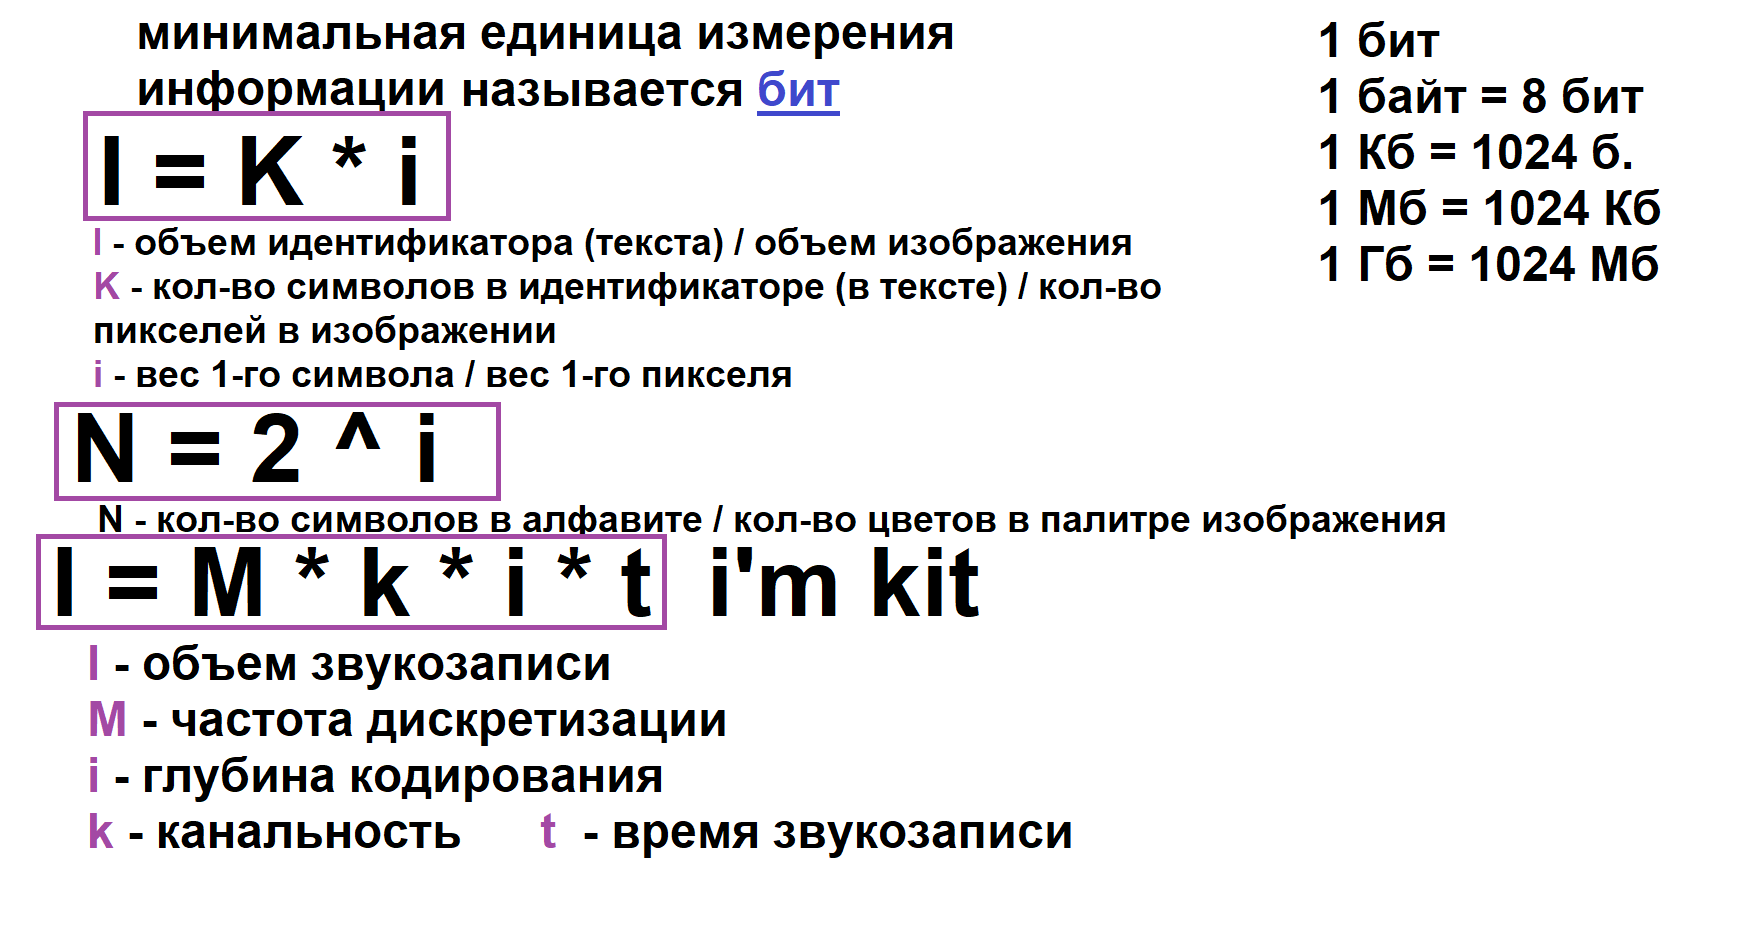 минимальная единица измерения
информации называется бит
I = K * i
I - объем идентификатора (текста) / объем изображения
K - кол-во символов в идентификаторе (в тексте) / кол-во
пикселей в изображении
i - вес 1-го символа / вес 1-го пикселя
N = 2 ^ i
N - кол-во символов в алфавите / кол-во цветов в палитре изображения
I = M * k * i * t i'm kit
I - объем звукозаписи
M - частота дискретизации
i - глубина кодирования
k - канальность t - время звукозаписи
1 бит
1 байт = 8 бит
1 Кб = 1024 б.
1 Мб = 1024 Кб
1 Гб = 1024 Мб